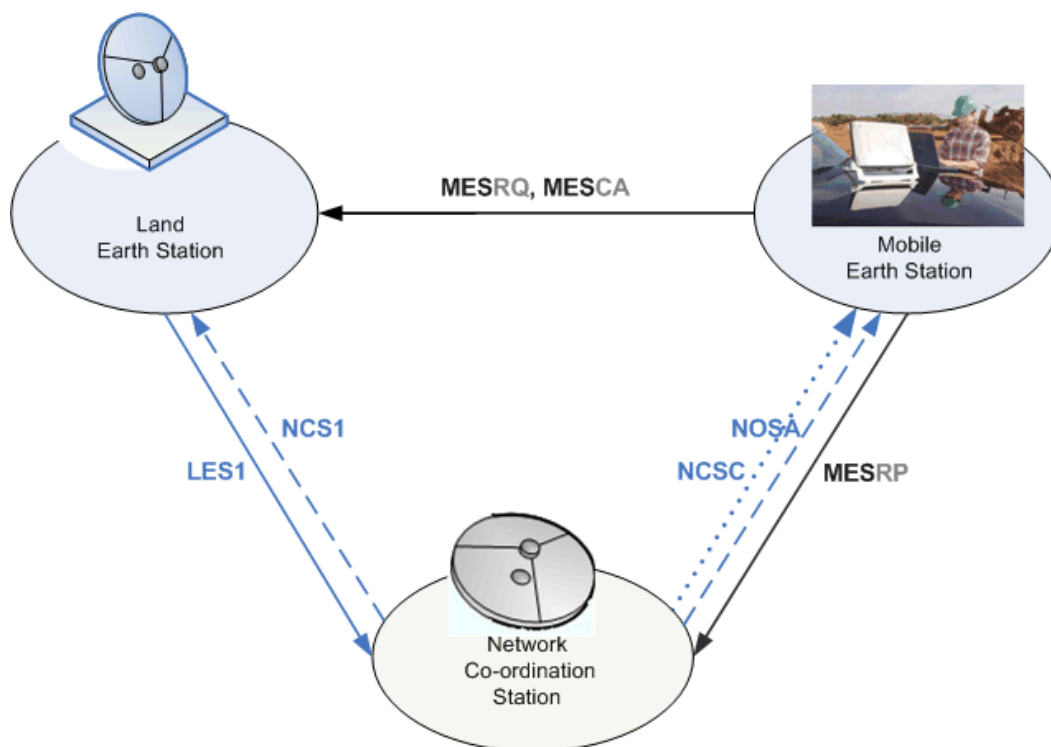 MESRQ, MESCA
Land
Earth Station
Mobile
Earth Station
NCS1
LES1
NOSA
NCSC
MESRP
Network
Co-ordination
Station